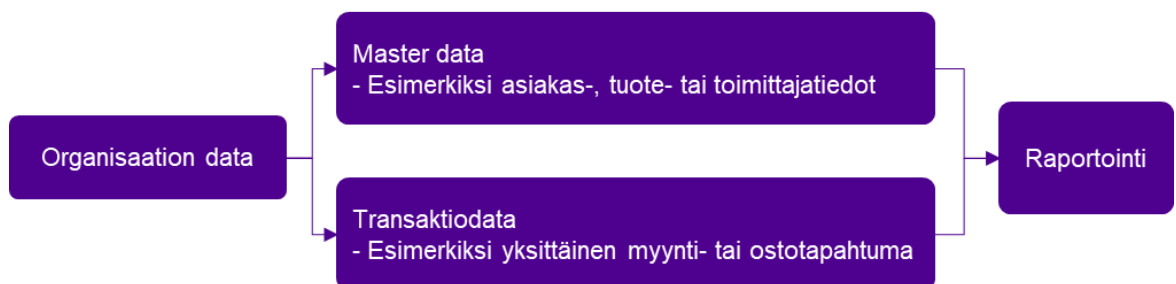 Organisaation data
Master data
- Esimerkiksi asiakas-, tuote- tai toimittajatiedot
Transaktiodata
- Esimerkiksi yksittäinen myynti- tai ostotapahtuma
Raportointi